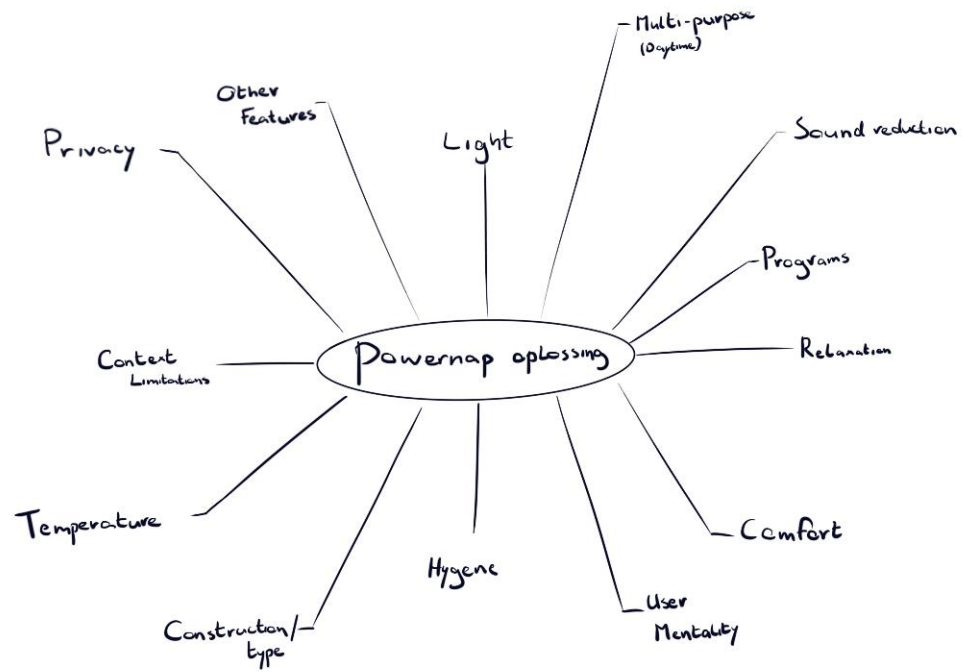 Multi-purpose
(Daytime)
Other
Features
Privacy
Light
Sound reduction
Programs
Powernap oplossing
Context
Limitations
Relaxation
Temperature
Comfort
Hygene
User
Mentality
Construction/
type